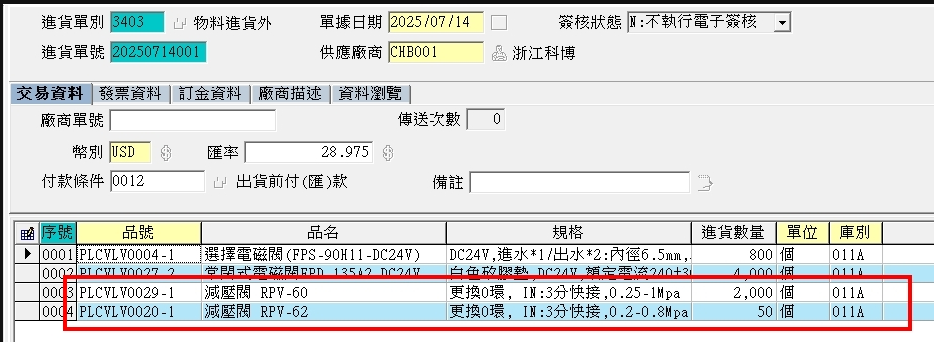 進貨單別 3403 物料進貨外 單據日期 2025/07/14 簽核狀態 N:不執行電子簽核
進貨單號 20250714001 供應廠商 CHB001 浙江科博
交易資料 發票資料 訂金資料 廠商描述 資料瀏覽
廠商單號 傳送次數 0
幣別 USD 匯率 28.975
付款條件 0012 出貨前付(匯)款 備註
序號 品號 品名 規格 進貨數量 單位 庫別
0001 PLCVLV0004-1 選擇電磁閥(FPS-90H11-DC24V) DC24V,進水*1/出水*2:內徑6.5mm, 800 個 011A
0002 PLCVLV0027-2 常閉式電磁閥FPD-135A2 DC24V 白色矽膠墊,DC24V,額定電流240±30 4,000 個 011A
0003 PLCVLV0029-1 減壓閥 RPV-60 更換O環, IN:3分快接,0.25-1Mpa 2,000 個 011A
0004 PLCVLV0020-1 減壓閥 RPV-62 更換O環, IN:3分快接,0.2-0.8Mpa 50 個 011A